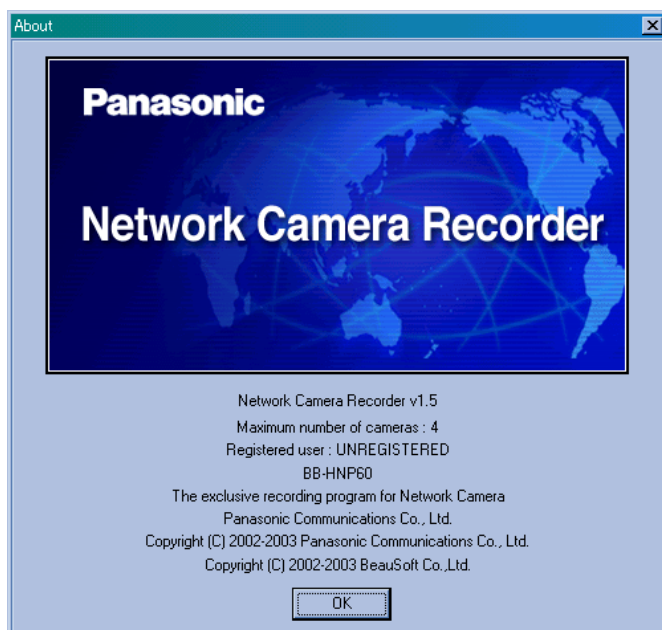 About
Panasonic
Network Camera Recorder
Network Camera Recorder v1.5
Maximum number of cameras : 4
Registered user : UNREGISTERED
BB-HNP60
The exclusive recording program for Network Camera
Panasonic Communications Co., Ltd.
Copyright (C) 2002-2003 Panasonic Communications Co., Ltd.
Copyright (C) 2002-2003 BeauSoft Co.,Ltd.
OK